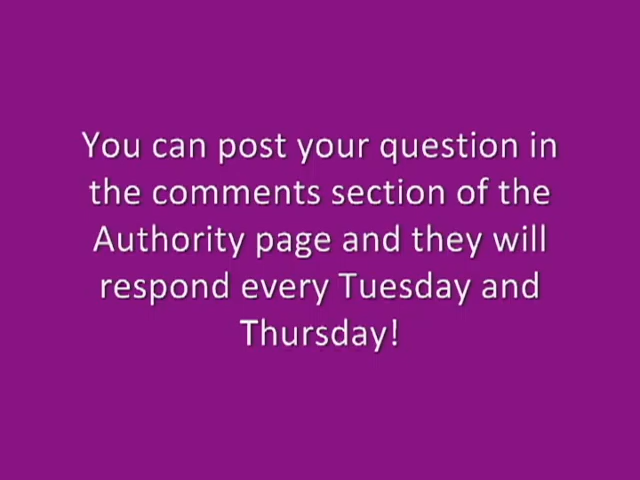 You can post your question in
the comments section of the
Authority page and they will
respond every Tuesday and
Thursday!